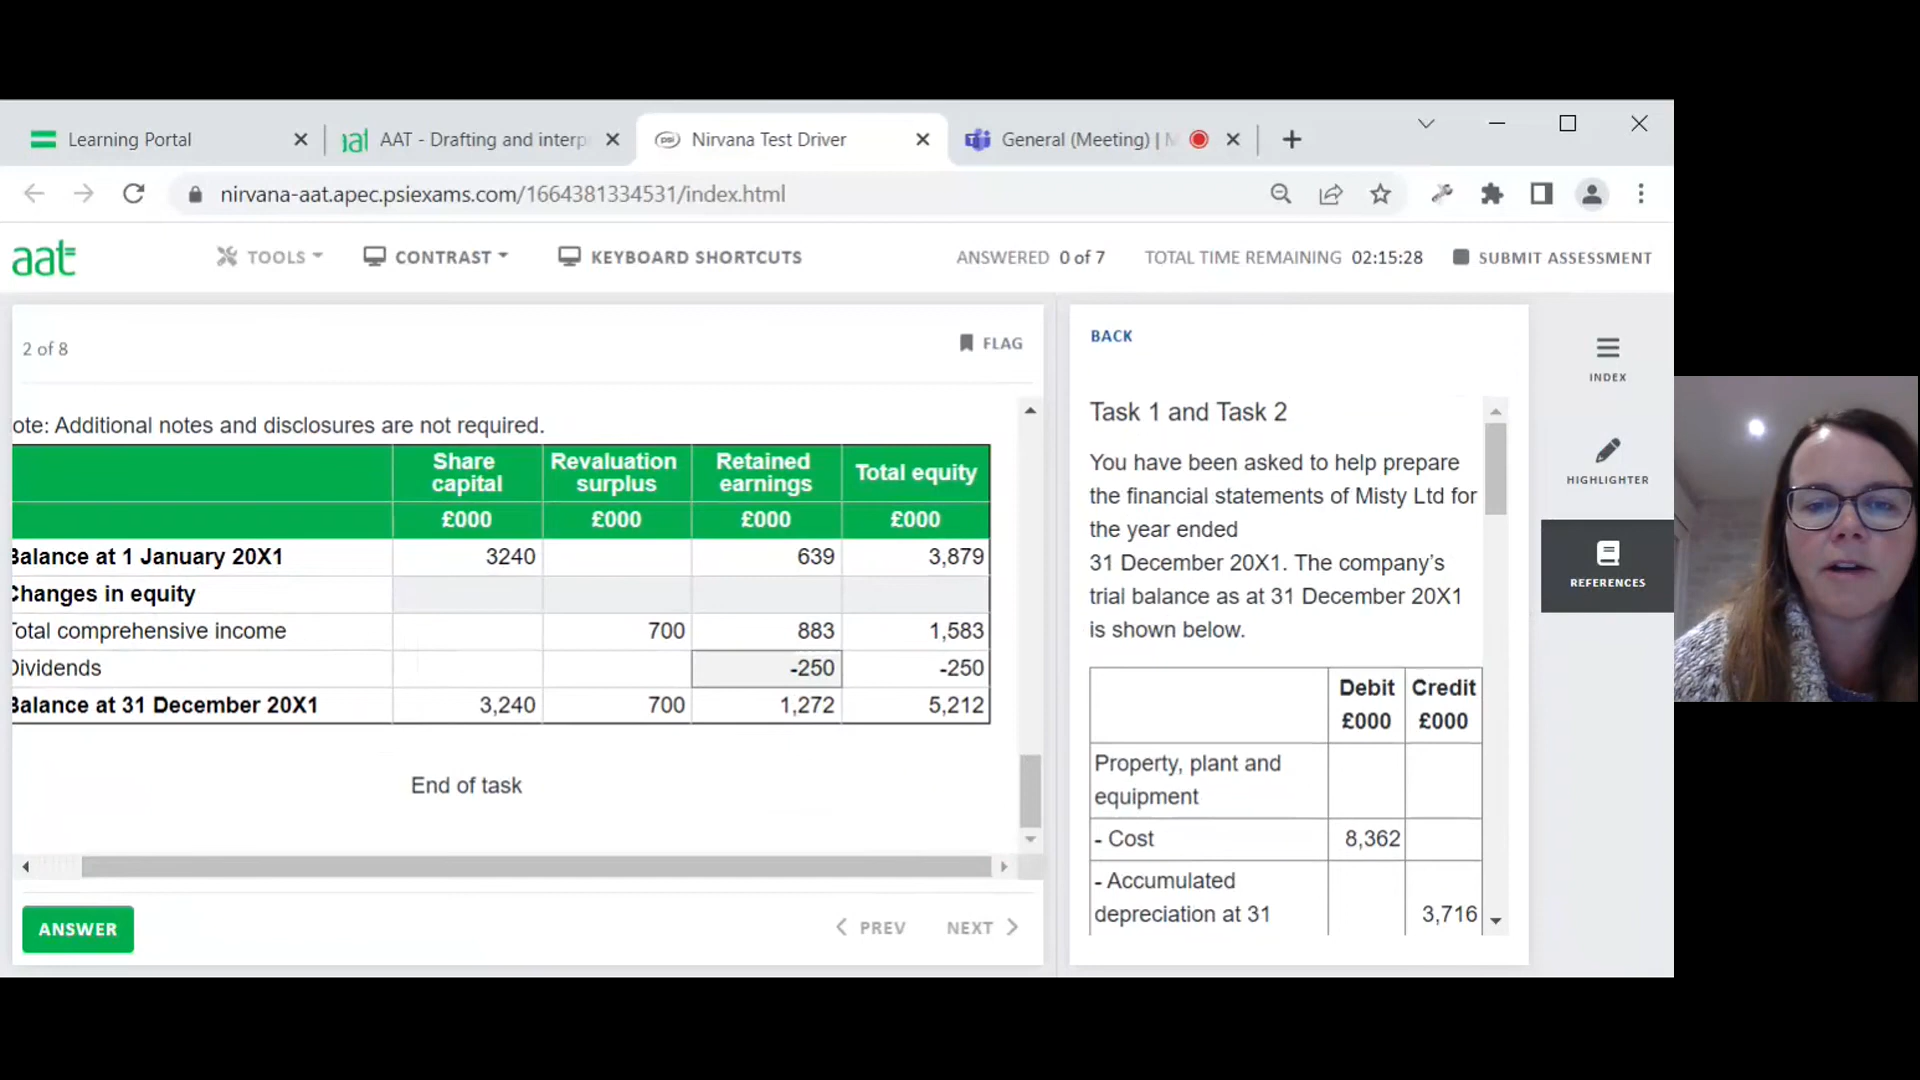 Learning Portal
AAT - Drafting and interp
Nirvana Test Driver
General (Meeting) | M
nirvana-aat.apec.psiexams.com/1664381334531/index.html
aat
TOOLS
CONTRAST
KEYBOARD SHORTCUTS
ANSWERED 0 of 7
TOTAL TIME REMAINING 02:15:28
SUBMIT ASSESSMENT
2 of 8
FLAG
ote: Additional notes and disclosures are not required.
Share capital Revaluation surplus Retained earnings Total equity
£000 £000 £000 £000
Balance at 1 January 20X1 3240 639 3,879
Changes in equity
Total comprehensive income 700 883 1,583
Dividends -250 -250
Balance at 31 December 20X1 3,240 700 1,272 5,212
End of task
ANSWER
PREV
NEXT
BACK
Task 1 and Task 2
You have been asked to help prepare
the financial statements of Misty Ltd for
the year ended
31 December 20X1. The company's
trial balance as at 31 December 20X1
is shown below.
Debit Credit
£000 £000
Property, plant and
equipment
- Cost 8,362
- Accumulated
depreciation at 31 3,716
INDEX
HIGHLIGHTER
REFERENCES